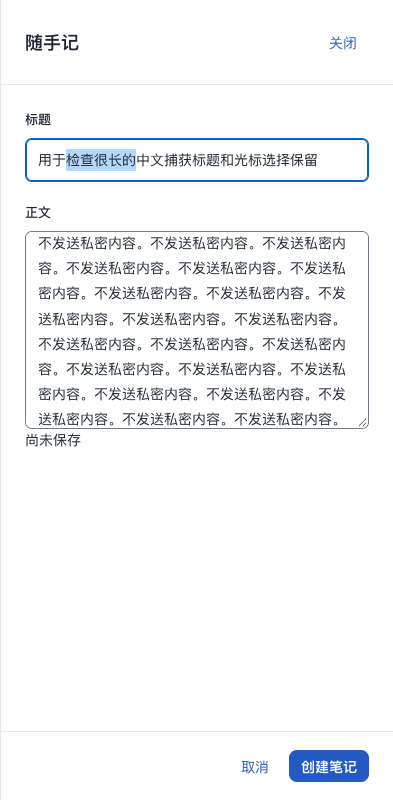 随手记
关闭
标题
用于检查很长的中文捕获标题和光标选择保留
正文
不发送私密内容。不发送私密内容。不发送私密内
容。不发送私密内容。不发送私密内容。不发送私
密内容。不发送私密内容。不发送私密内容。不发
送私密内容。不发送私密内容。不发送私密内容。
不发送私密内容。不发送私密内容。不发送私密内
容。不发送私密内容。不发送私密内容。不发送私
密内容。不发送私密内容。不发送私密内容。不发
送私密内容。不发送私密内容。不发送私密内容。
尚未保存
取消
创建笔记